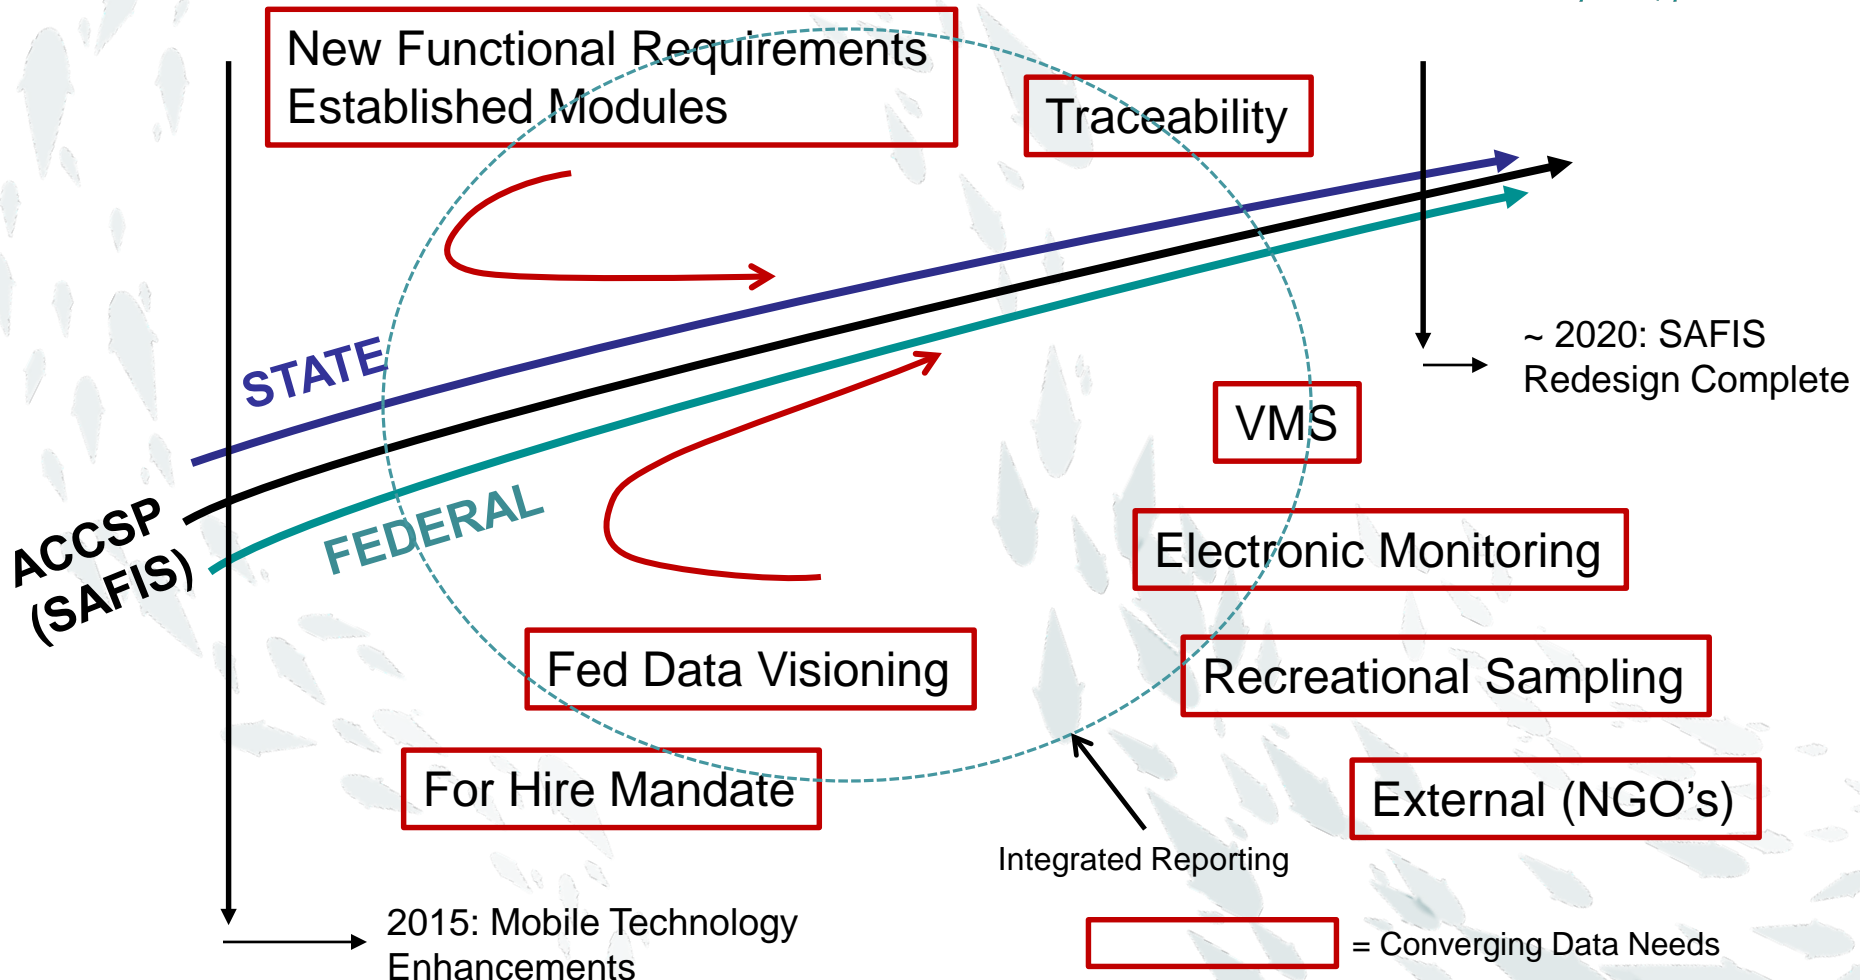 New Functional Requirements
Established Modules
Traceability
STATE
~ 2020: SAFIS
Redesign Complete
VMS
ACCSP
(SAFIS)
FEDERAL
Electronic Monitoring
Fed Data Visioning
Recreational Sampling
For Hire Mandate
External (NGO’s)
Integrated Reporting
2015: Mobile Technology
Enhancements
= Converging Data Needs